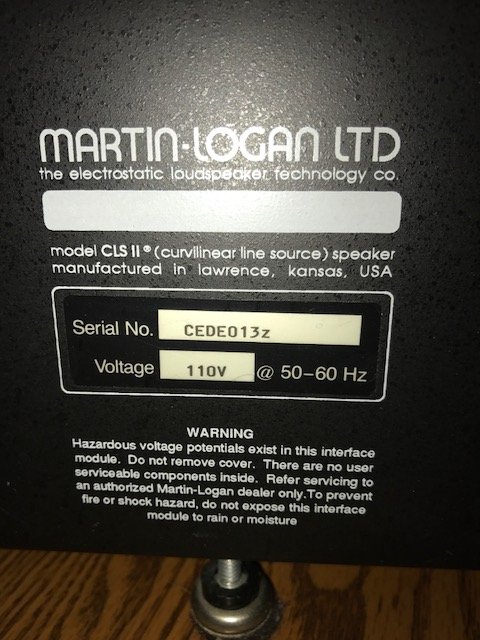 MARTIN-LOGAN LTD
the electrostatic loudspeaker technology co.
model CLS II® (curvilinear line source) speaker
manufactured in lawrence, kansas, USA
Serial No. CEDE013z
Voltage 110V @ 50-60 Hz
WARNING
Hazardous voltage potentials exist in this interface
module. Do not remove cover. There are no user
serviceable components inside. Refer servicing to
an authorized Martin-Logan dealer only.To prevent
fire or shock hazard, do not expose this interface
module to rain or moisture